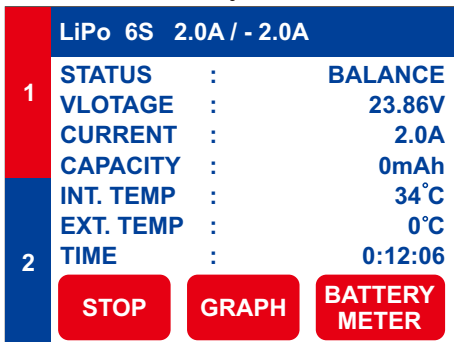 LiPo 6S 2.0A / - 2.0A
1
STATUS : BALANCE
VLOTAGE : 23.86V
CURRENT : 2.0A
CAPACITY : 0mAh
INT. TEMP : 34°C
EXT. TEMP : 0°C
2
TIME : 0:12:06
STOP
GRAPH
BATTERY
METER